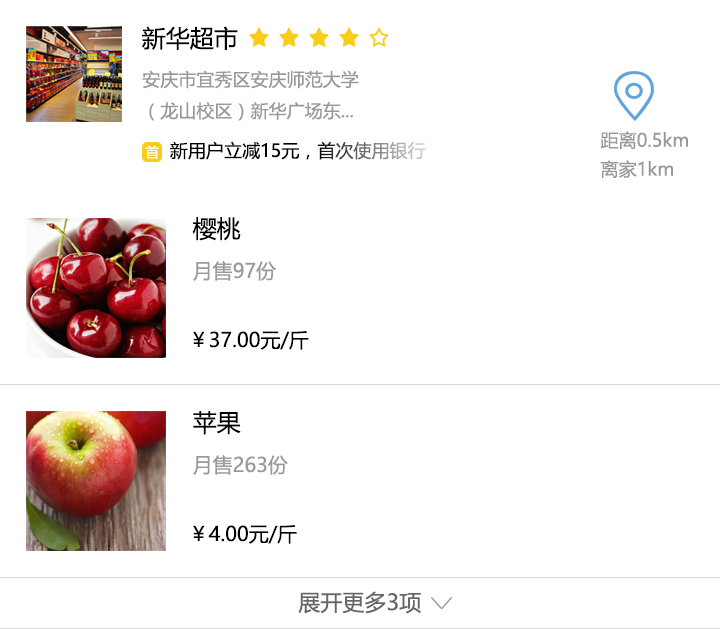 新华超市
安庆市宜秀区安庆师范大学
（龙山校区）新华广场东...
首 新用户立减15元，首次使用银行
距离0.5km
离家1km
樱桃
月售97份
¥ 37.00元/斤
苹果
月售263份
¥ 4.00元/斤
展开更多3项